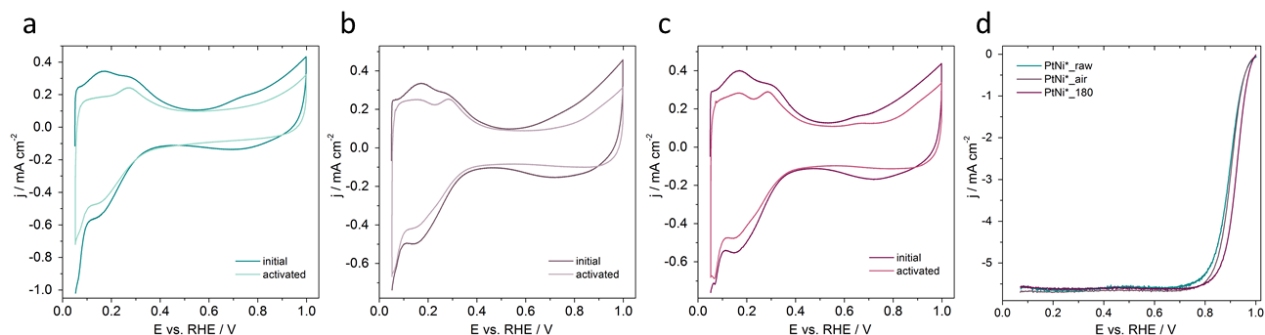 a
j / mA cm-2
0.4
0.2
0.0
-0.2
-0.4
-0.6
-0.8
-1.0
initial
activated
0.0 0.2 0.4 0.6 0.8 1.0
E vs. RHE / V
b
j / mA cm-2
0.4
0.2
0.0
-0.2
-0.4
-0.6
initial
activated
0.0 0.2 0.4 0.6 0.8 1.0
E vs. RHE / V
c
j / mA cm-2
0.4
0.2
0.0
-0.2
-0.4
-0.6
-0.8
initial
activated
0.0 0.2 0.4 0.6 0.8 1.0
E vs. RHE / V
d
j / mA cm-2
0
-1
-2
-3
-4
-5
PtNi*_raw
PtNi*_air
PtNi*_180
0.0 0.2 0.4 0.6 0.8 1.0
E vs. RHE / V